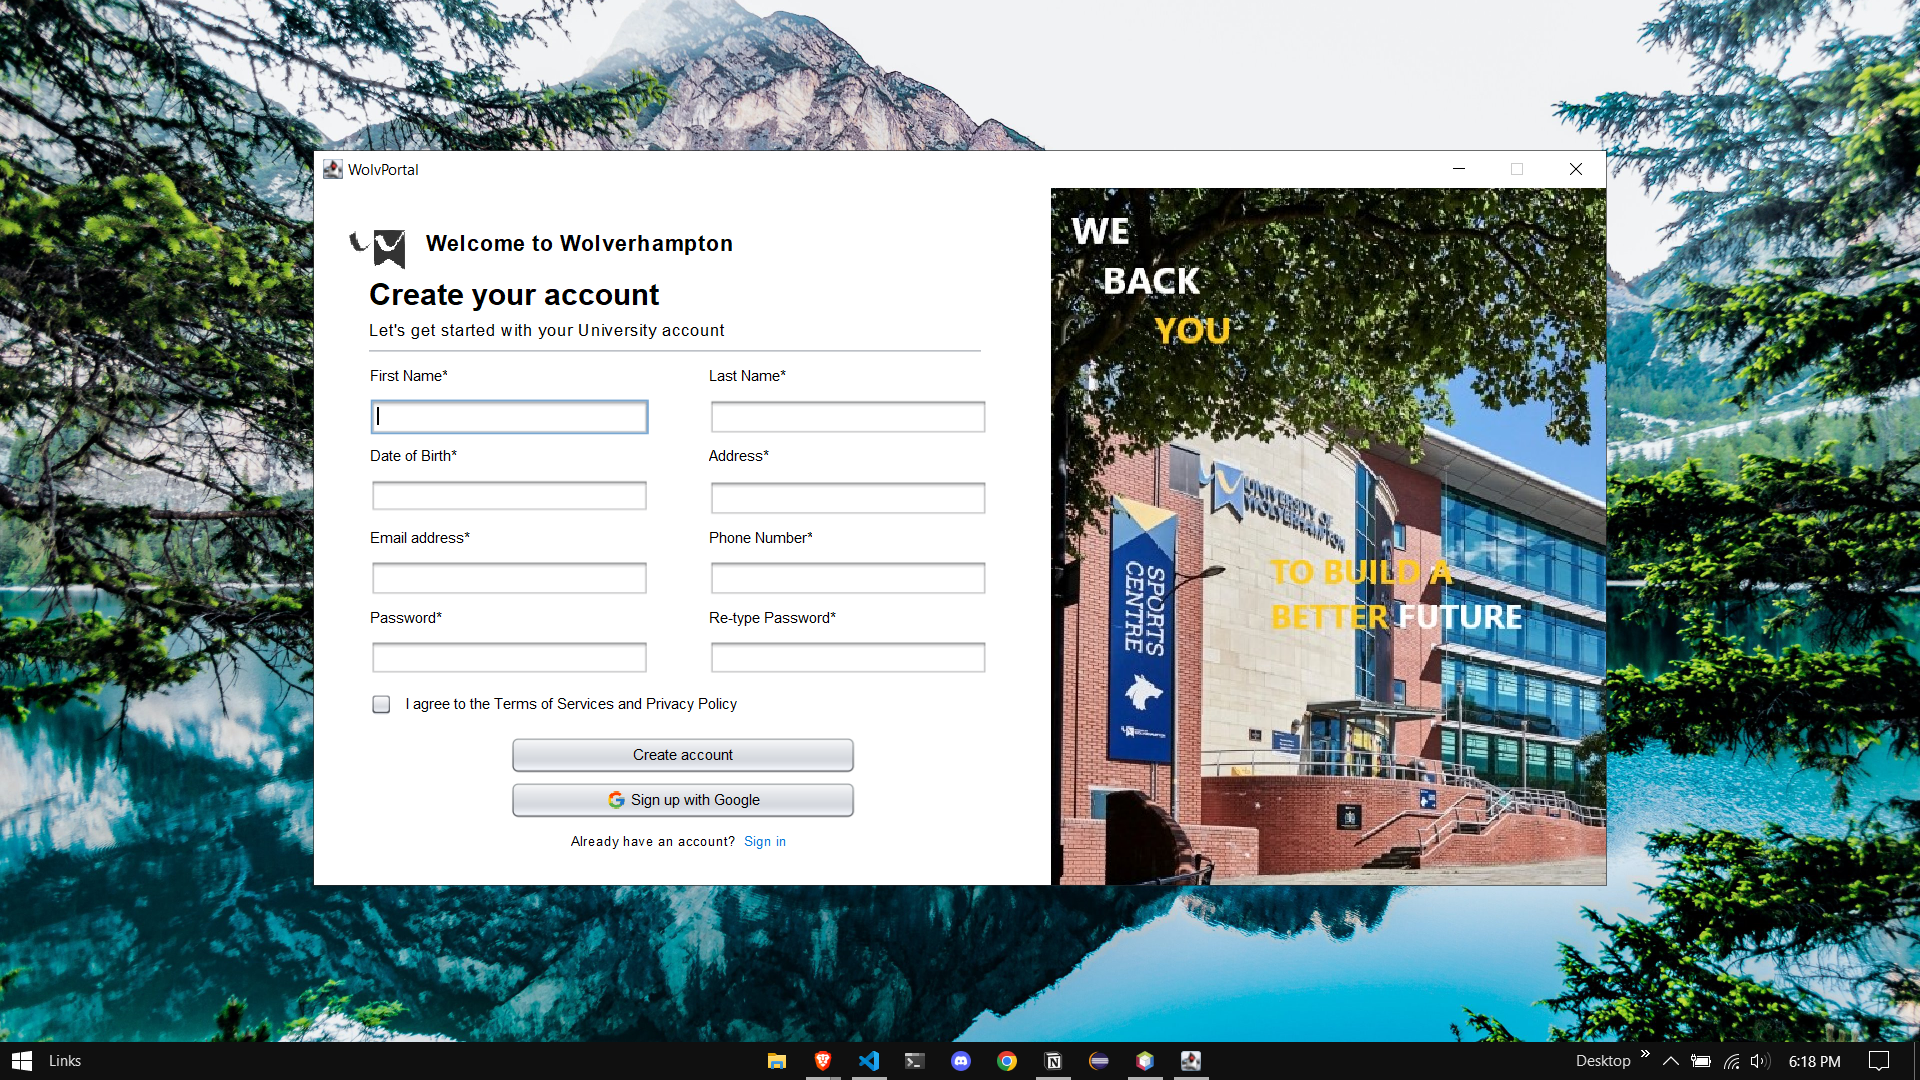 WolvPortal
Welcome to Wolverhampton
Create your account
Let's get started with your University account
First Name*
Last Name*
Date of Birth*
Address*
Email address*
Phone Number*
Password*
Re-type Password*
I agree to the Terms of Services and Privacy Policy
Create account
Sign up with Google
Already have an account? Sign in
WE
BACK
YOU
UNIVERSITY OF
WOLVERHAMPTON
SPORTS
CENTRE
TO BUILD A
BETTER FUTURE
Links
Desktop
6:18 PM